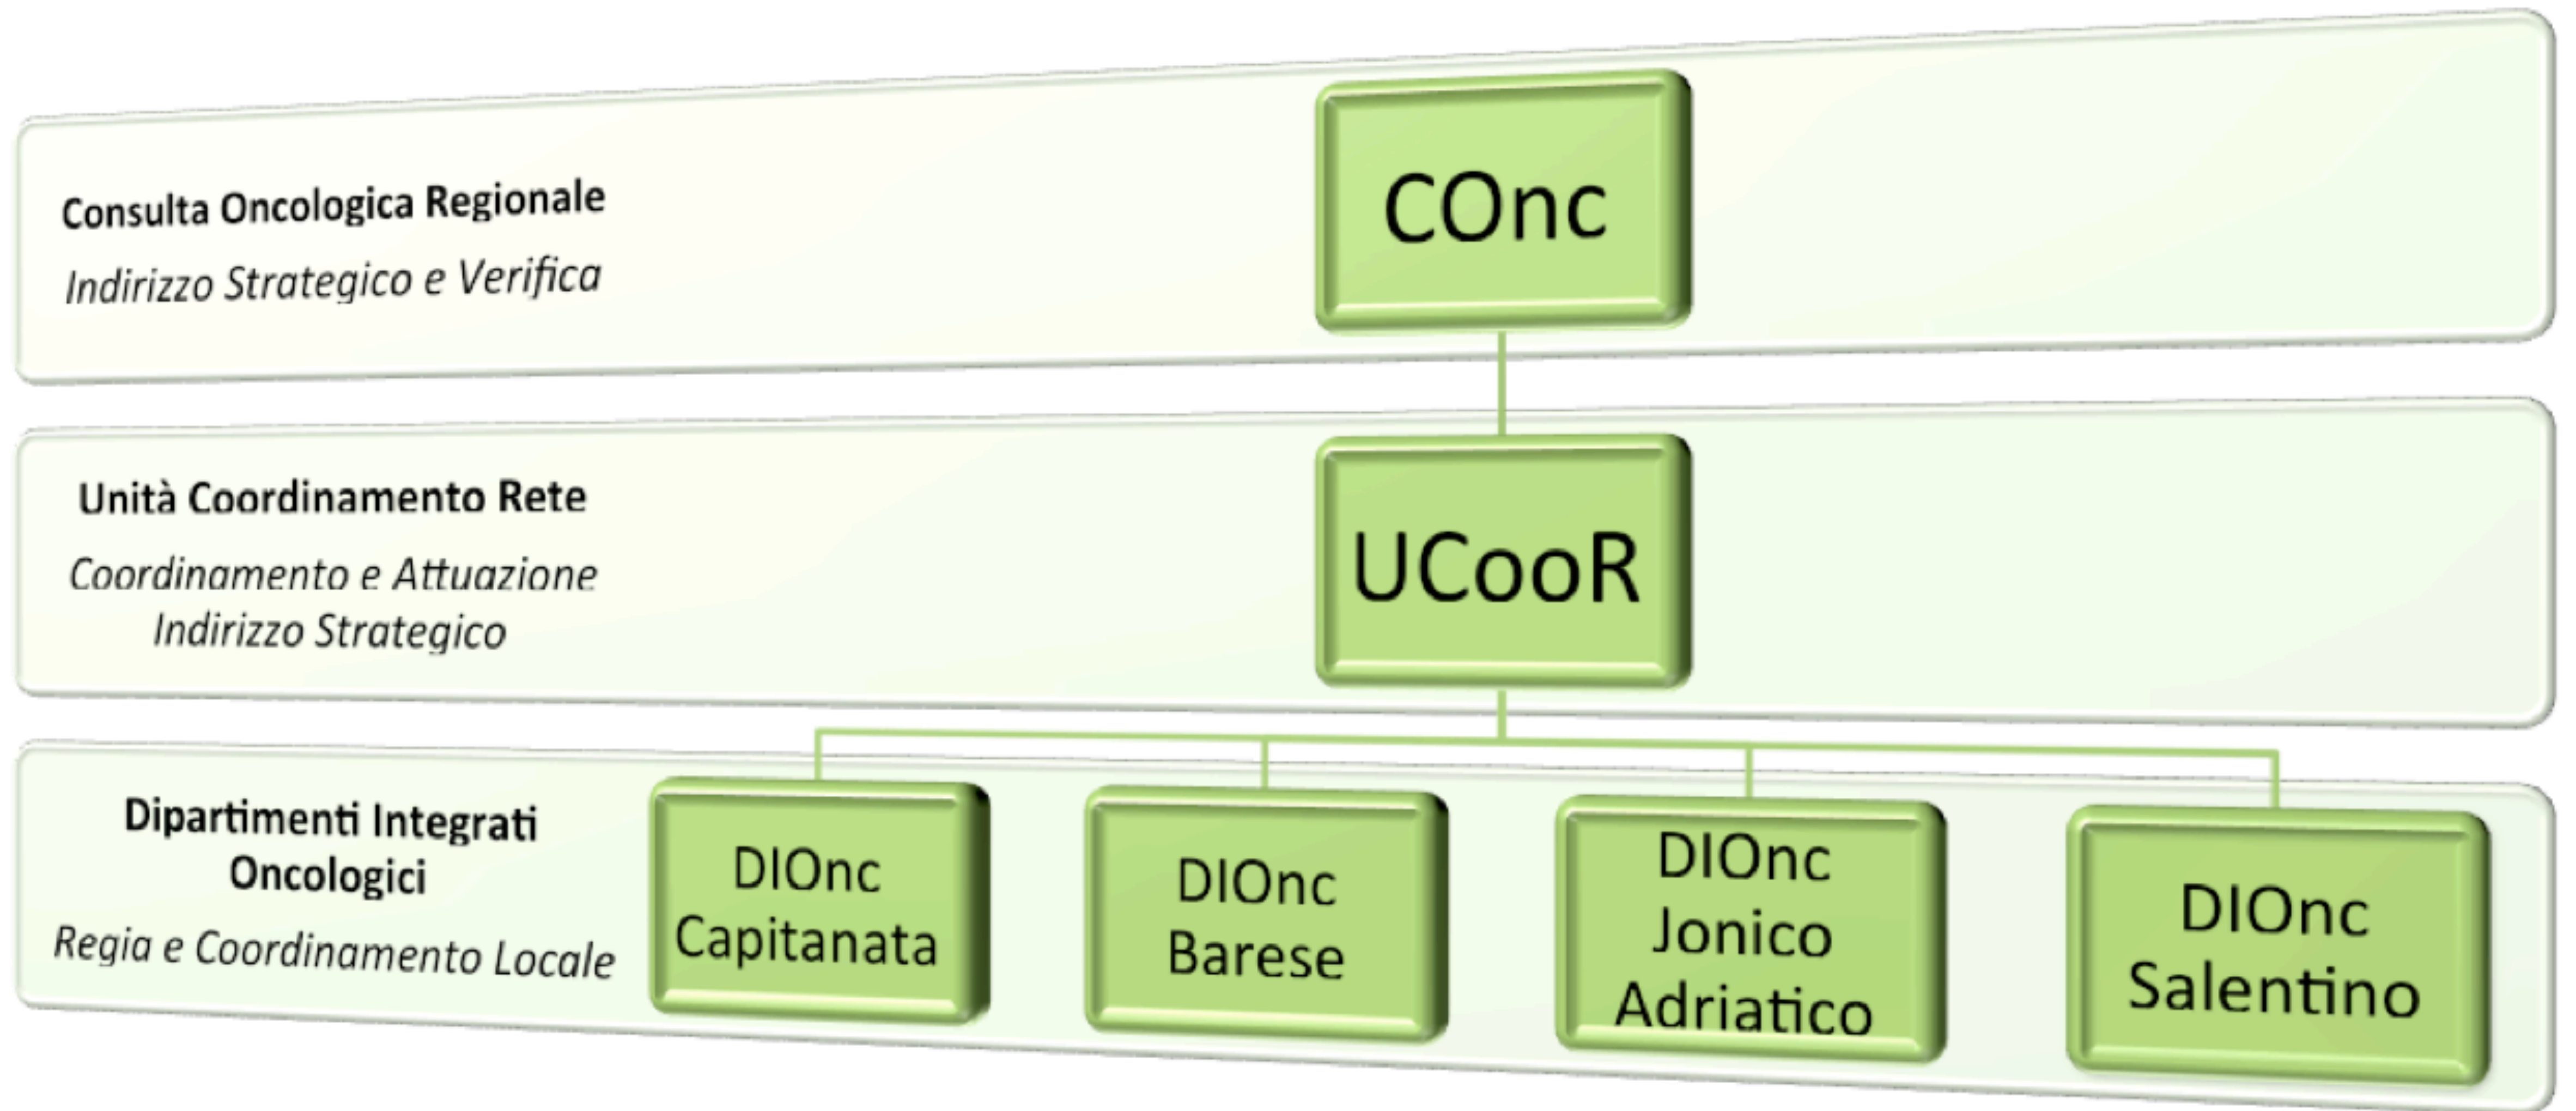 Consulta Oncologica Regionale
Indirizzo Strategico e Verifica
COnc
Unità Coordinamento Rete
Coordinamento e Attuazione
Indirizzo Strategico
UCooR
Dipartimenti Integrati
Oncologici
Regia e Coordinamento Locale
DIOnc
Capitanata
DIOnc
Barese
DIOnc
Jonico
Adriatico
DIOnc
Salentino